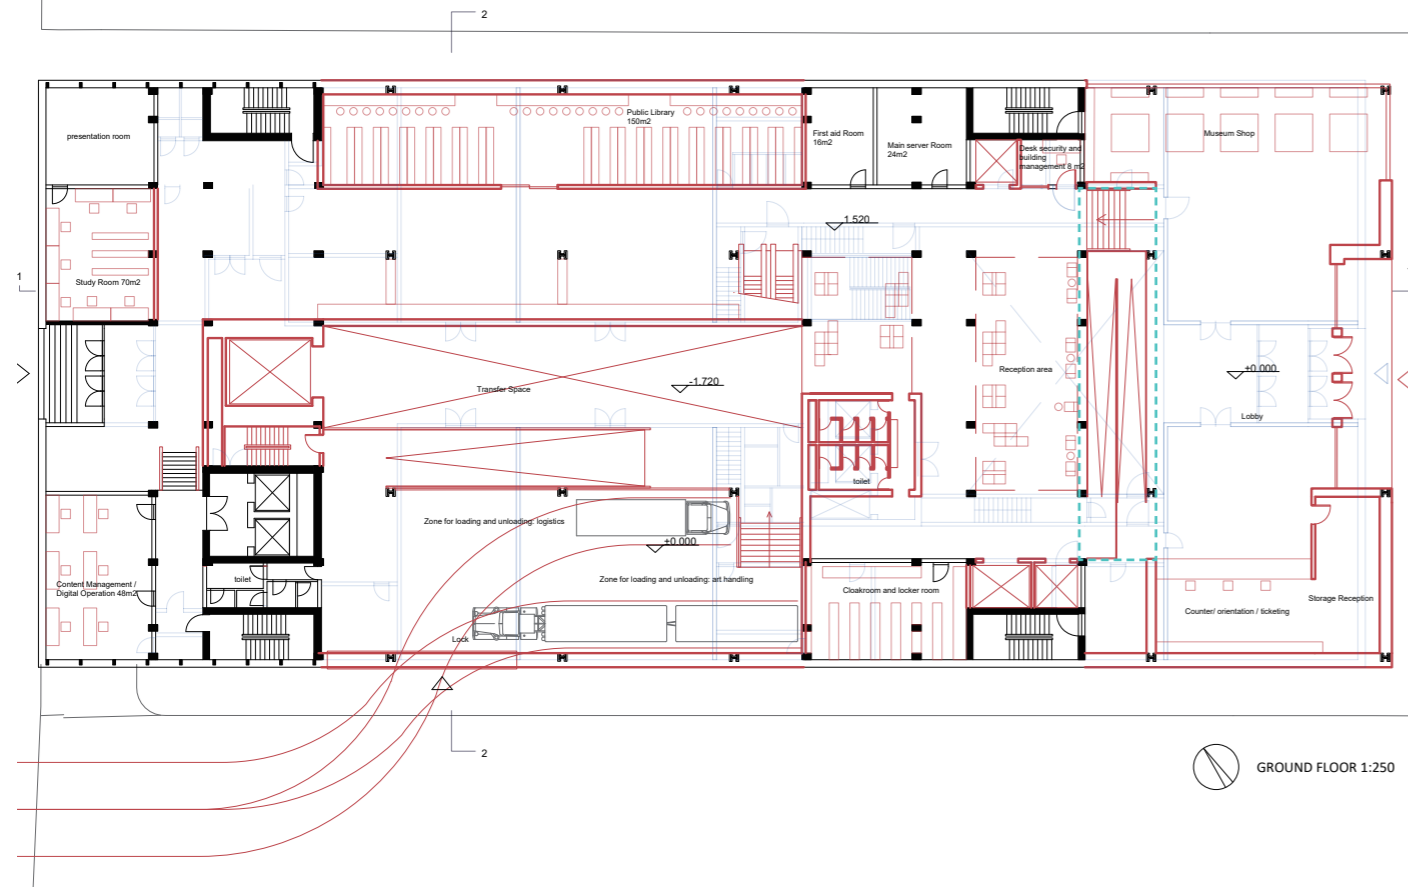 2
presentation room
Public Library
150m2
First aid Room
16m2
Main server Room
24m2
Desk security and
building
management 8 m2
Museum Shop
1.520
1
Study Room 70m2
Transfer Space
-1.720
Reception area
+0.000
Lobby
toilet
Zone for loading and unloading: logistics
+0.000
Zone for loading and unloading: art handling
toilet
Content Management /
Digital Operation 48m2
Cloakroom and locker room
Storage Reception
Counter/ orientation / ticketing
Lock
2
GROUND FLOOR 1:250